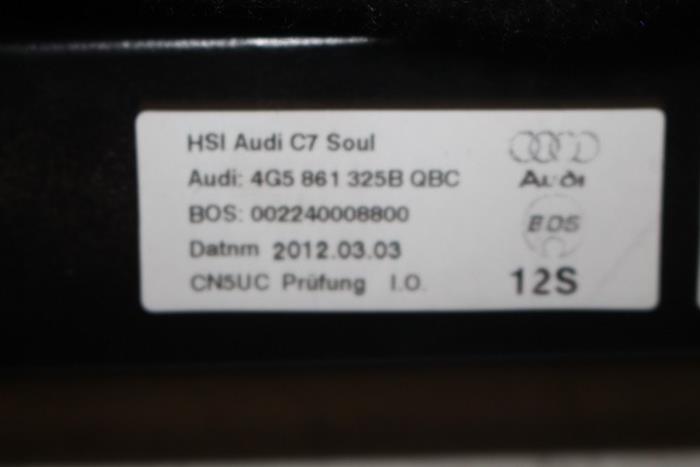 HSI Audi C7 Soul
Audi: 4G5 861 325B QBC
Audi
BOS: 002240008800
BOS
Datnm 2012.03.03
CN5UC Prüfung I.O.
12S